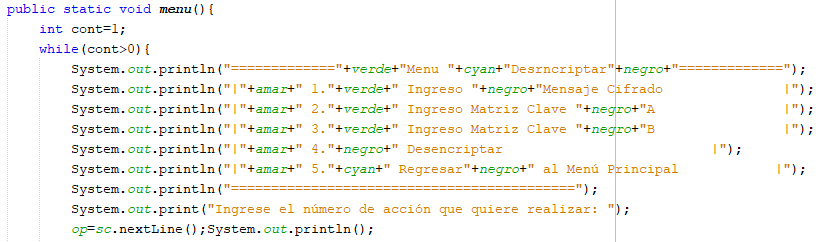 public static void menu(){
int cont=1;
while(cont>0){
System.out.println("============="+verde+"Menu "+cyan+"Desrncriptar"+negro+"=============");
System.out.println("|"+amar+" 1."+verde+" Ingreso "+negro+"Mensaje Cifrado               |");
System.out.println("|"+amar+" 2."+verde+" Ingreso Matriz Clave "+negro+"A                |");
System.out.println("|"+amar+" 3."+verde+" Ingreso Matriz Clave "+negro+"B                |");
System.out.println("|"+amar+" 4."+negro+" Desencriptar                          |");
System.out.println("|"+amar+" 5."+cyan+" Regresar"+negro+" al Menú Principal            |");
System.out.println("===========================================");
System.out.print("Ingrese el número de acción que quiere realizar: ");
op=sc.nextLine();System.out.println();